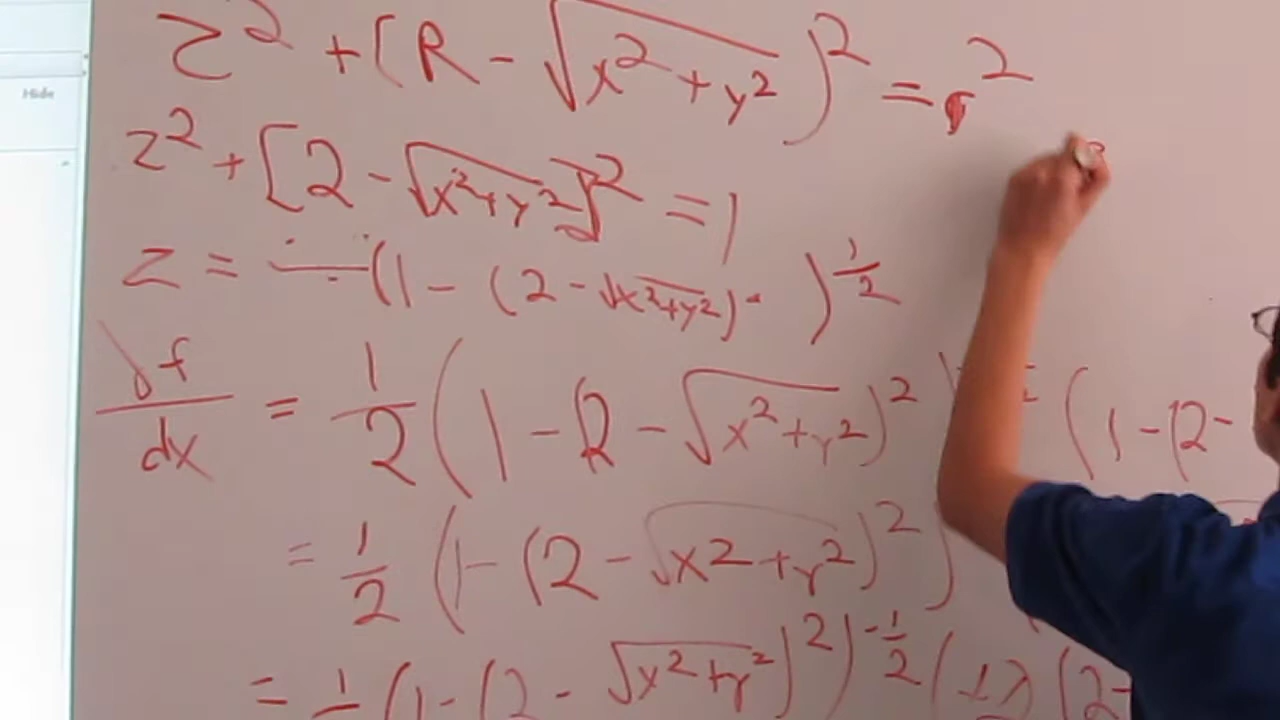 Hide
z² + (R - √(x² + y²))² = r²
z² + [2 - √(x² + y²)]² = 1
z = (1 - (2 - √(x² + y²))² )^(1/2)
∂f/dx = 1/2 (1 - (2 - √(x² + y²))²) (1 - (2 -
= 1/2 (1 - (2 - √(x² + y²))²)
= 1/2 (1 - (2 - √(x² + y²))²)^(-1/2) (2 -